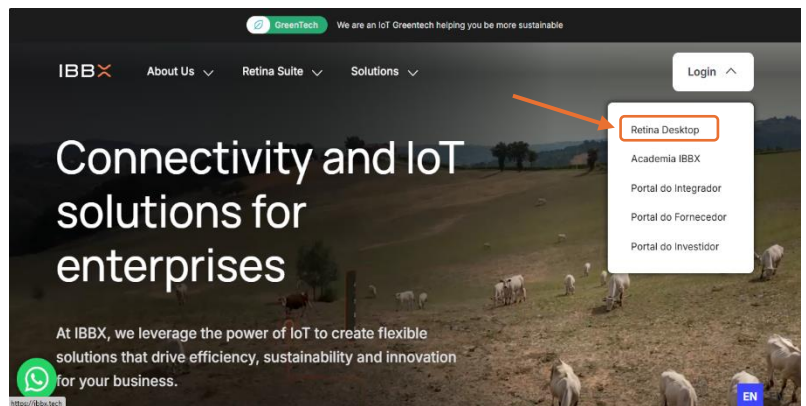 GreenTech We are an IoT Greentech helping you be more sustainable
IBBX About Us Retina Suite Solutions Login
Retina Desktop
Academia IBBX
Portal do Integrador
Portal do Fornecedor
Portal do Investidor
Connectivity and IoT
solutions for
enterprises
At IBBX, we leverage the power of IoT to create flexible
solutions that drive efficiency, sustainability and innovation
for your business.
EN
https://ibbx.tech